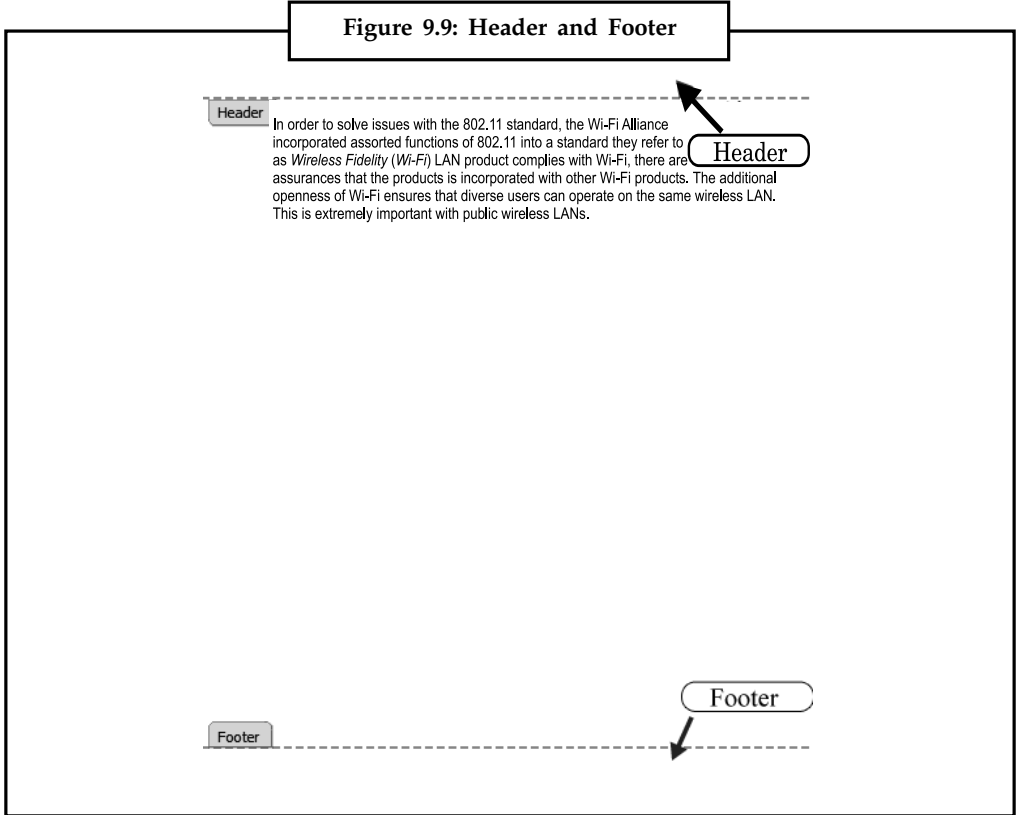 Figure 9.9: Header and Footer
Header
In order to solve issues with the 802.11 standard, the Wi-Fi Alliance
incorporated assorted functions of 802.11 into a standard they refer to
as Wireless Fidelity (Wi-Fi) LAN product complies with Wi-Fi, there are
Header
assurances that the products is incorporated with other Wi-Fi products. The additional
openness of Wi-Fi ensures that diverse users can operate on the same wireless LAN.
This is extremely important with public wireless LANs.
Footer
Footer